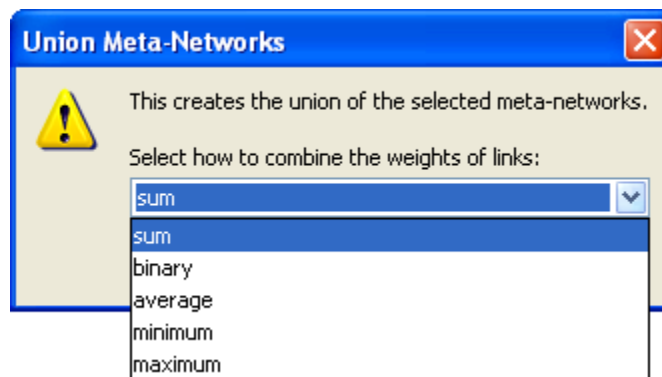 Union Meta-Networks
This creates the union of the selected meta-networks.
Select how to combine the weights of links:
sum
sum
binary
average
minimum
maximum